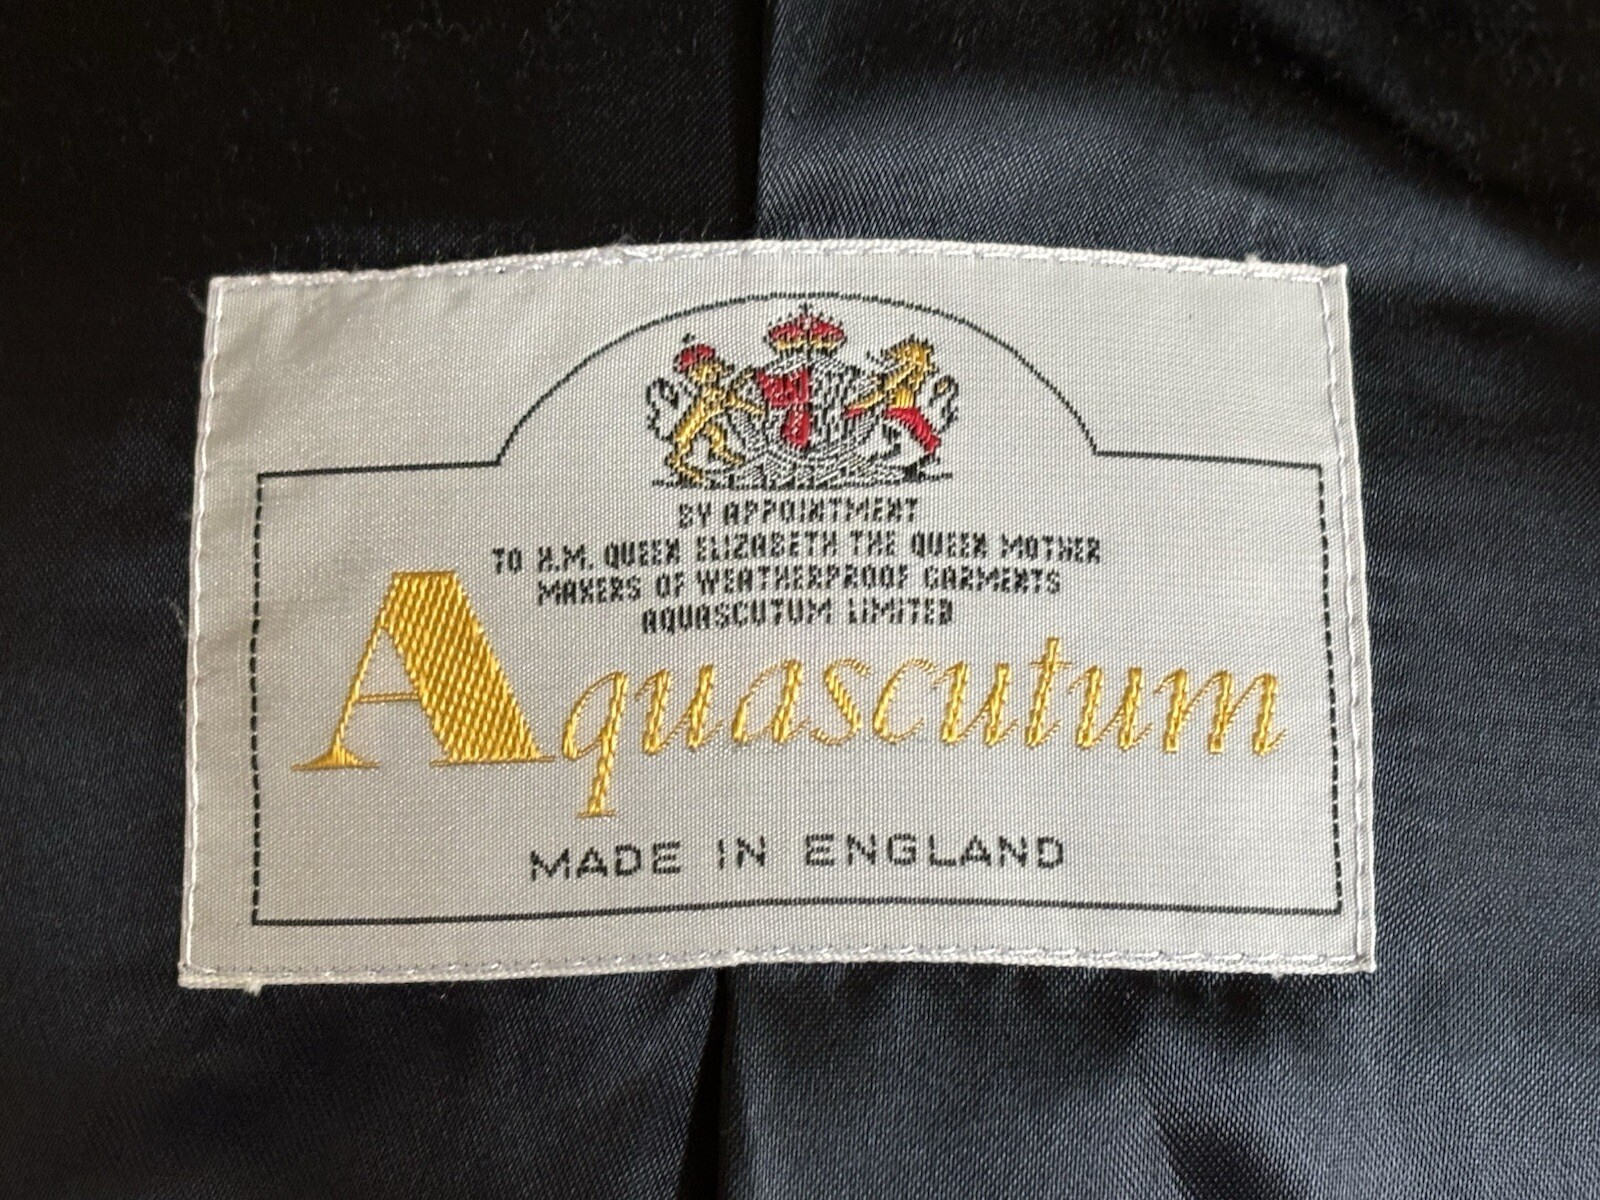 BY APPOINTMENT
TO H.M. QUEEN ELIZABETH THE QUEEN MOTHER
MAKERS OF WEATHERPROOF GARMENTS
AQUASCUTUM LIMITED
Aquascutum
MADE IN ENGLAND